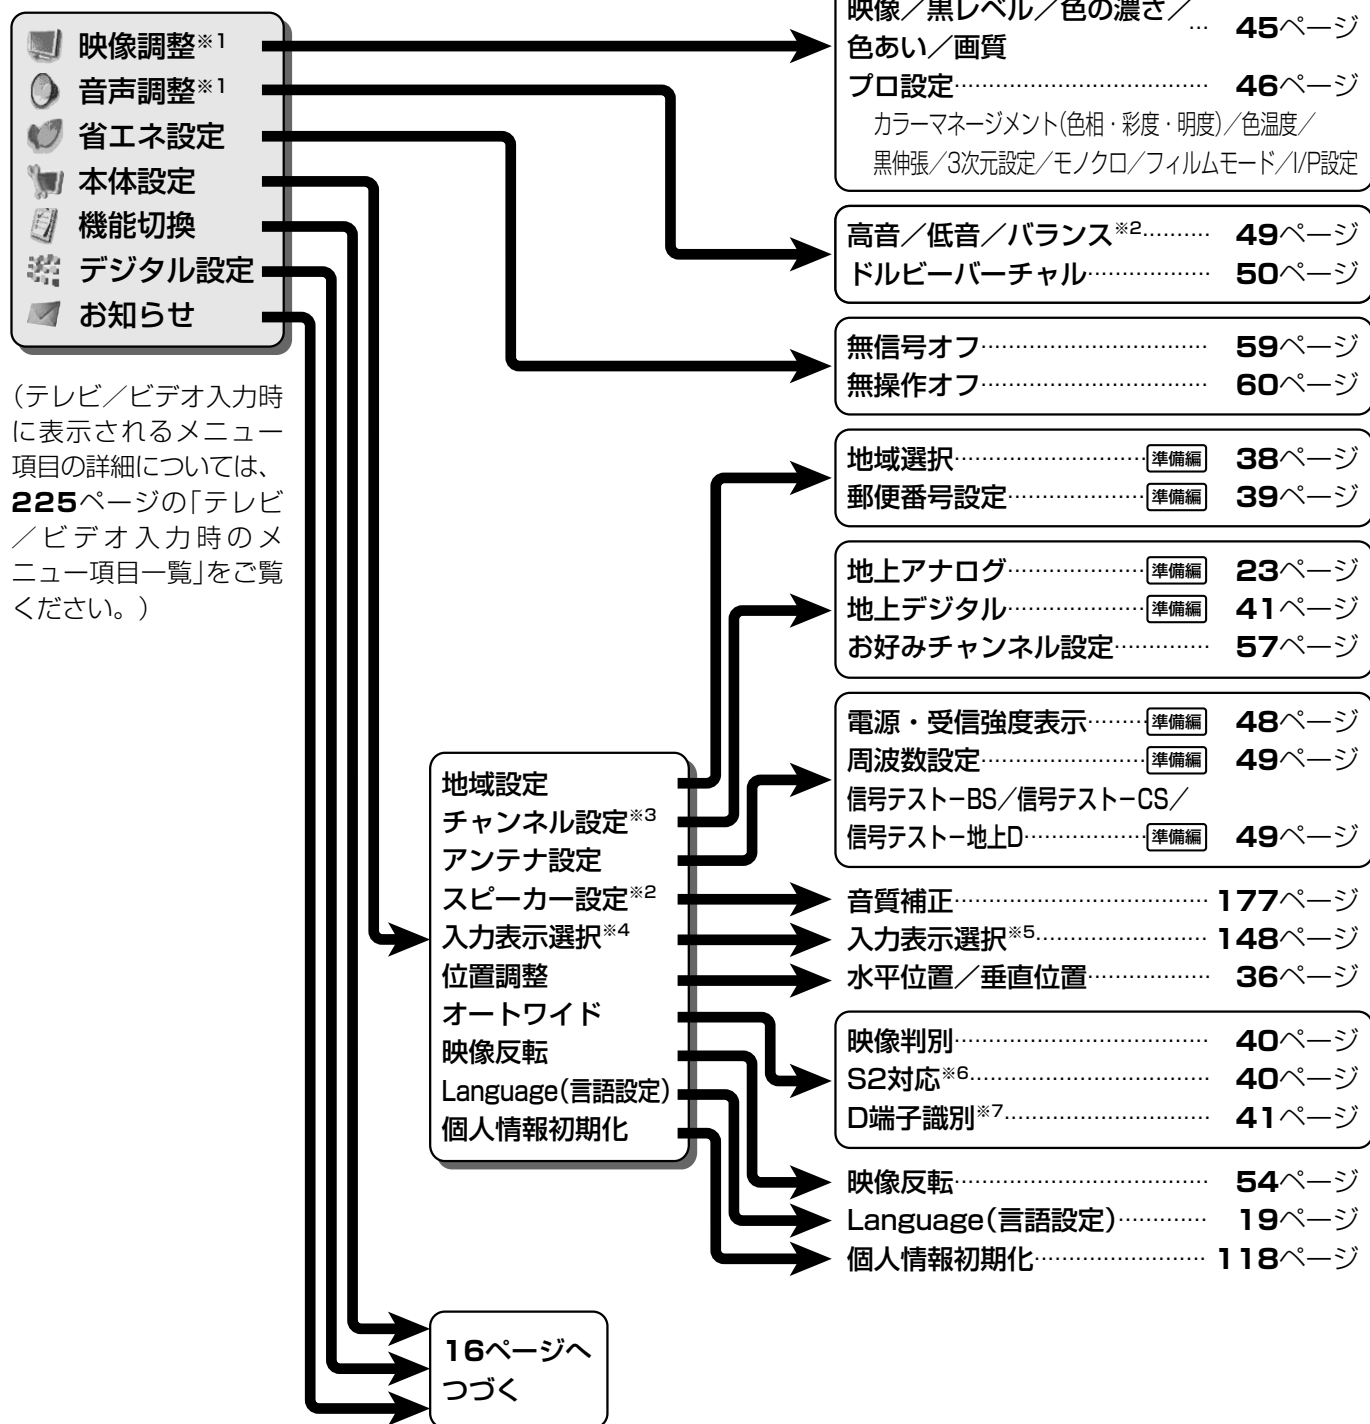 映像調整※1
音声調整※1
省エネ設定
本体設定
機能切換
デジタル設定
お知らせ
(テレビ/ビデオ入力時
に表示されるメニュー
項目の詳細については、
225ページの「テレビ
/ビデオ入力時のメ
ニュー項目一覧」をご覧
ください。)
映像/黒レベル/色の濃さ/
色あい/画質 … 45ページ
プロ設定…………………………… 46ページ
カラーマネージメント(色相・彩度・明度)/色温度/
黒伸張/3次元設定/モノクロ/フィルムモード/I/P設定
高音/低音/バランス※2………… 49ページ
ドルビーバーチャル……………… 50ページ
無信号オフ………………………… 59ページ
無操作オフ………………………… 60ページ
地域選択………………………準備編 38ページ
郵便番号設定…………………準備編 39ページ
地上アナログ…………………準備編 23ページ
地上デジタル…………………準備編 41ページ
お好みチャンネル設定…………… 57ページ
電源・受信強度表示………準備編 48ページ
周波数設定……………………準備編 49ページ
信号テスト-BS/信号テスト-CS/
信号テスト-地上D………………準備編 49ページ
地域設定
チャンネル設定※3
アンテナ設定
スピーカー設定※2
入力表示選択※4
位置調整
オートワイド
映像反転
Language(言語設定)
個人情報初期化
音質補正…………………………… 177ページ
入力表示選択※5…………………… 148ページ
水平位置/垂直位置……………… 36ページ
映像判別…………………………… 40ページ
S2対応※6…………………………… 40ページ
D端子識別※7……………………… 41ページ
映像反転…………………………… 54ページ
Language(言語設定)………… 19ページ
個人情報初期化…………………… 118ページ
16ページへ
つづく